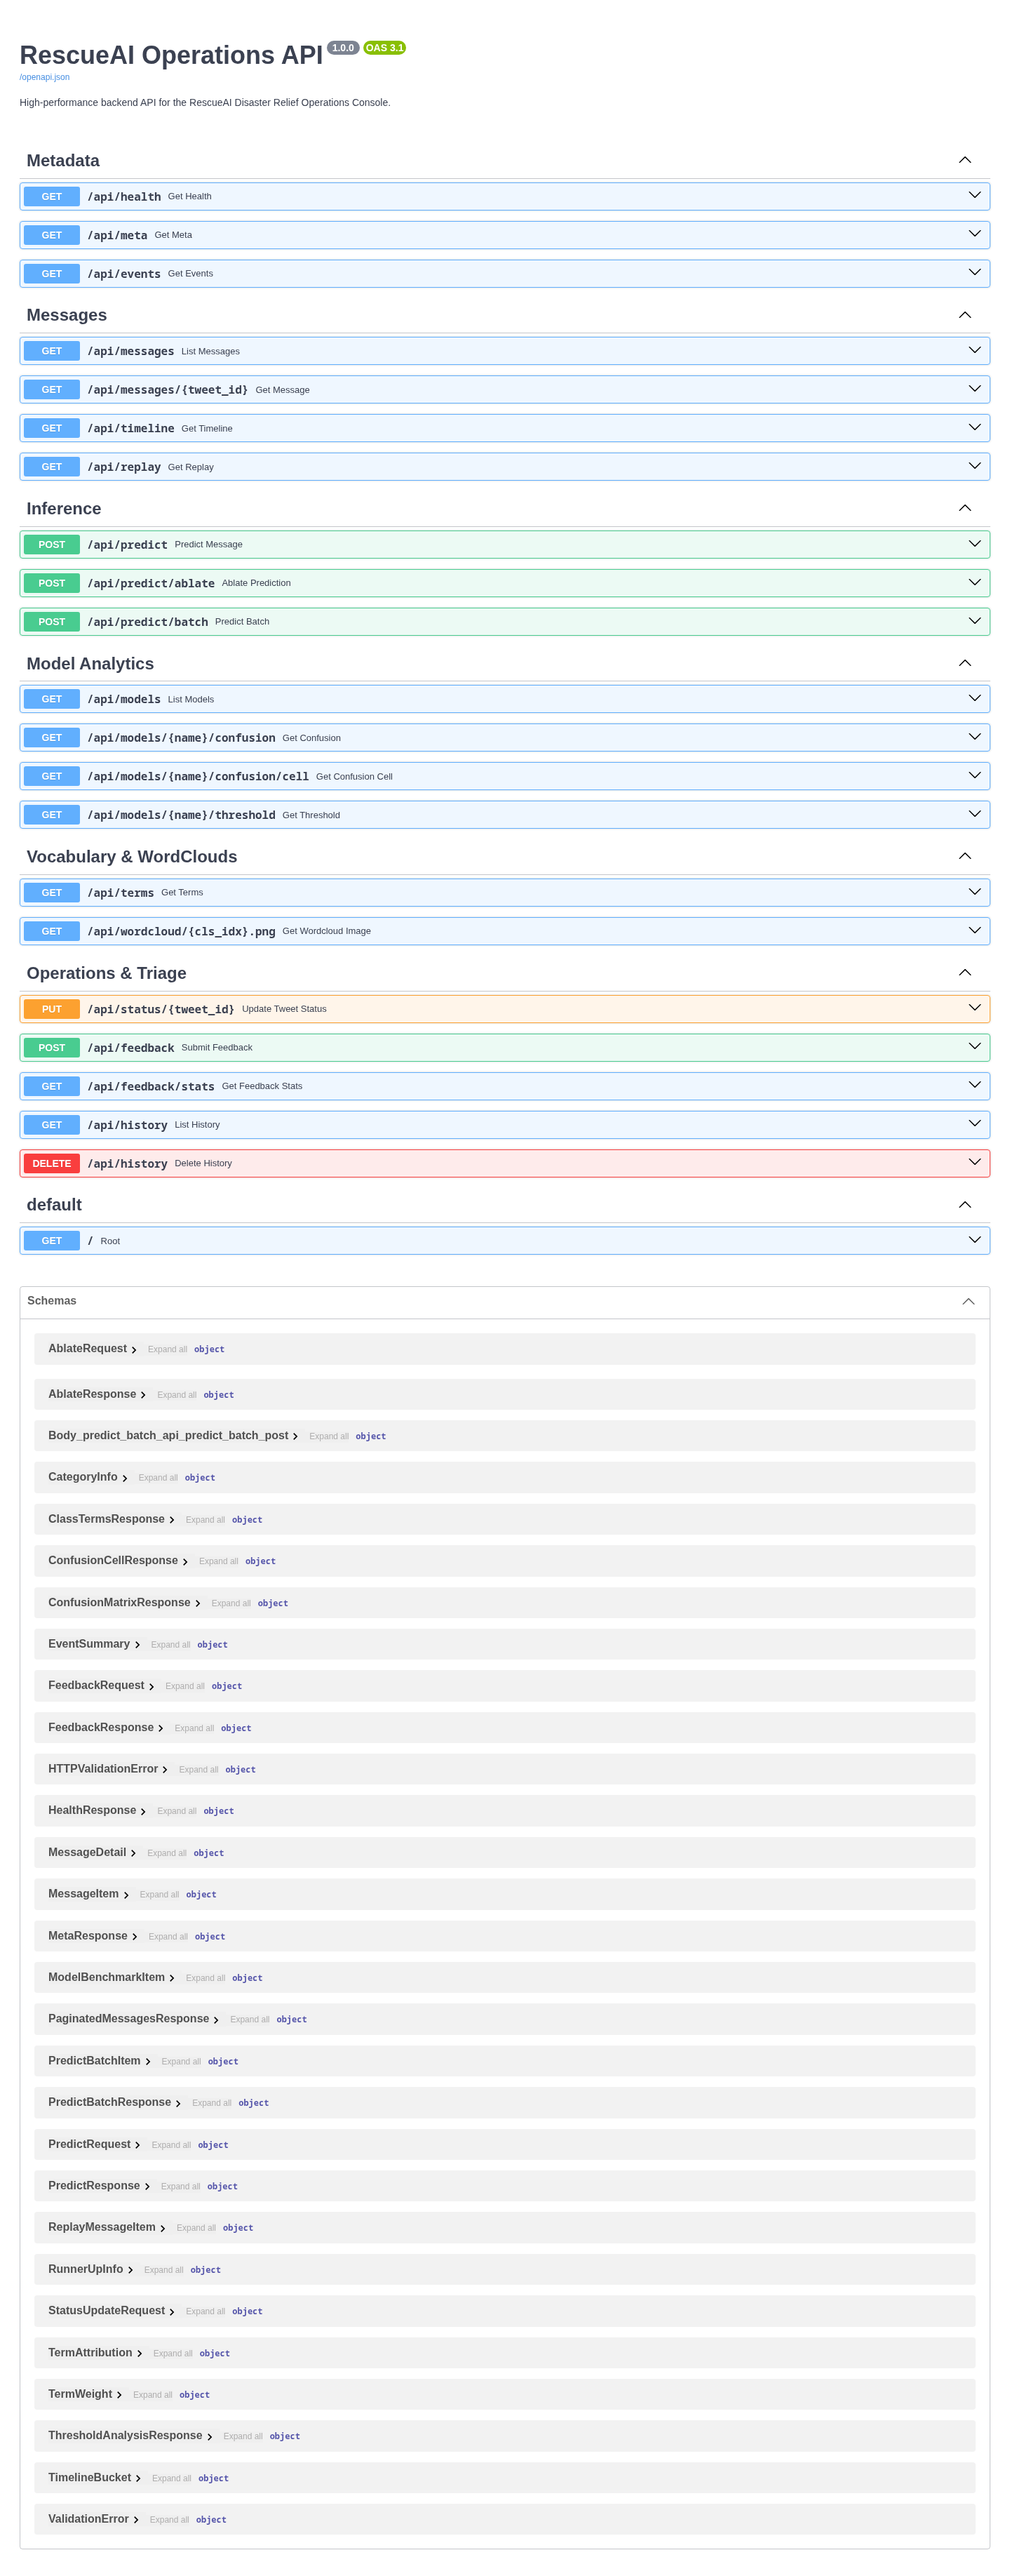 RescueAI Operations API 1.0.0 OAS 3.1
/openapi.json
High-performance backend API for the RescueAI Disaster Relief Operations Console.
Metadata
GET /api/health Get Health
GET /api/meta Get Meta
GET /api/events Get Events
Messages
GET /api/messages List Messages
GET /api/messages/{tweet_id} Get Message
GET /api/timeline Get Timeline
GET /api/replay Get Replay
Inference
POST /api/predict Predict Message
POST /api/predict/ablate Ablate Prediction
POST /api/predict/batch Predict Batch
Model Analytics
GET /api/models List Models
GET /api/models/{name}/confusion Get Confusion
GET /api/models/{name}/confusion/cell Get Confusion Cell
GET /api/models/{name}/threshold Get Threshold
Vocabulary & WordClouds
GET /api/terms Get Terms
GET /api/wordcloud/{cls_idx}.png Get Wordcloud Image
Operations & Triage
PUT /api/status/{tweet_id} Update Tweet Status
POST /api/feedback Submit Feedback
GET /api/feedback/stats Get Feedback Stats
GET /api/history List History
DELETE /api/history Delete History
default
GET / Root
Schemas
AblateRequest Expand all object
AblateResponse Expand all object
Body_predict_batch_api_predict_batch_post Expand all object
CategoryInfo Expand all object
ClassTermsResponse Expand all object
ConfusionCellResponse Expand all object
ConfusionMatrixResponse Expand all object
EventSummary Expand all object
FeedbackRequest Expand all object
FeedbackResponse Expand all object
HTTPValidationError Expand all object
HealthResponse Expand all object
MessageDetail Expand all object
MessageItem Expand all object
MetaResponse Expand all object
ModelBenchmarkItem Expand all object
PaginatedMessagesResponse Expand all object
PredictBatchItem Expand all object
PredictBatchResponse Expand all object
PredictRequest Expand all object
PredictResponse Expand all object
ReplayMessageItem Expand all object
RunnerUpInfo Expand all object
StatusUpdateRequest Expand all object
TermAttribution Expand all object
TermWeight Expand all object
ThresholdAnalysisResponse Expand all object
TimelineBucket Expand all object
ValidationError Expand all object